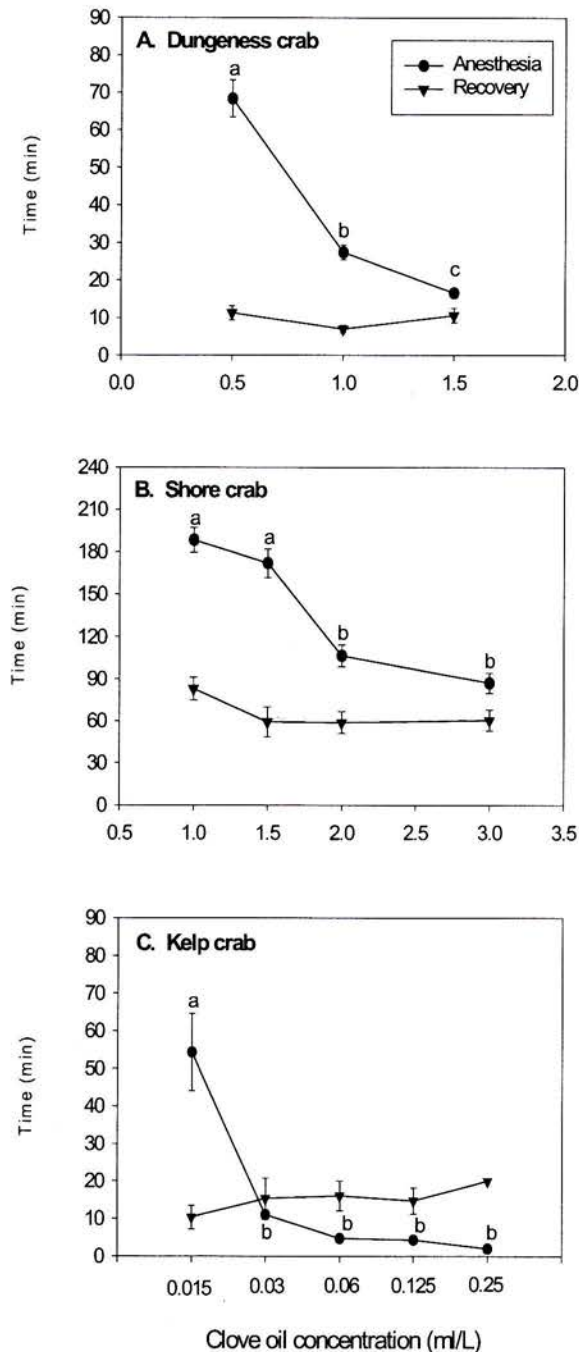 A. Dungeness crab
Anesthesia
Recovery
a
b
c
Time (min)
90
80
70
60
50
40
30
20
10
0
0.0 0.5 1.0 1.5 2.0
B. Shore crab
a
a
b
b
Time (min)
240
210
180
150
120
90
60
30
0
0.5 1.0 1.5 2.0 2.5 3.0 3.5
C. Kelp crab
a
b
b
b
b
Time (min)
90
80
70
60
50
40
30
20
10
0
0.015 0.03 0.06 0.125 0.25
Clove oil concentration (ml/L)